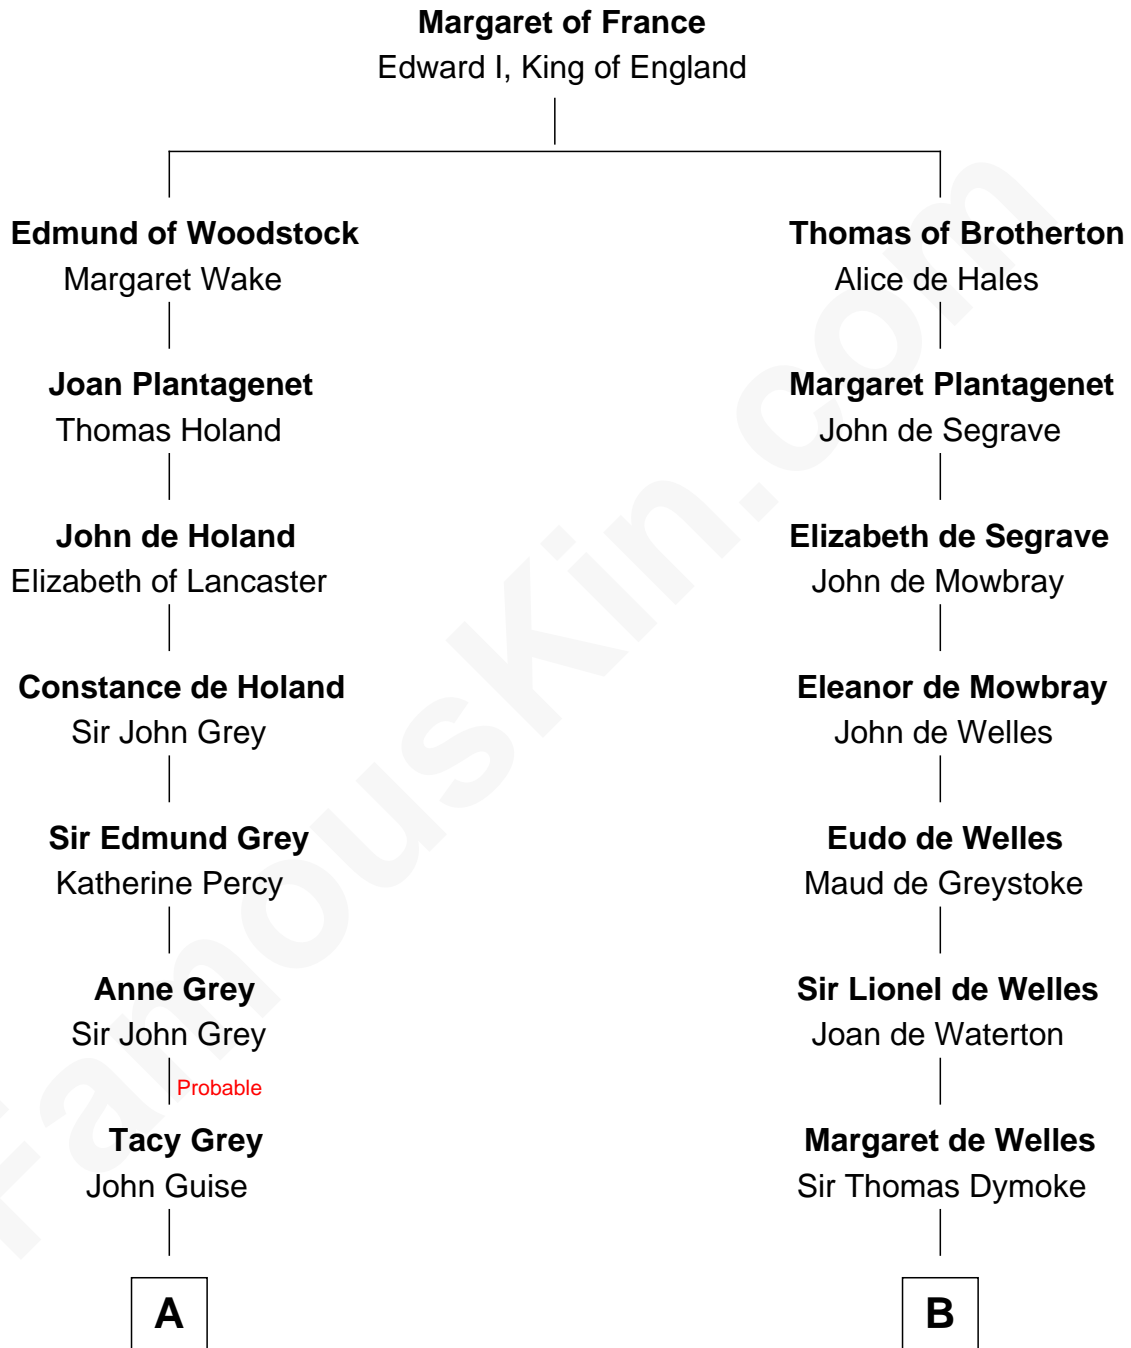 Margaret of France
Edward I, King of England
Edmund of Woodstock
Margaret Wake
Joan Plantagenet
Thomas Holand
John de Holand
Elizabeth of Lancaster
Constance de Holand
Sir John Grey
Sir Edmund Grey
Katherine Percy
Anne Grey
Sir John Grey
Probable
Tacy Grey
John Guise
A
Thomas of Brotherton
Alice de Hales
Margaret Plantagenet
John de Segrave
Elizabeth de Segrave
John de Mowbray
Eleanor de Mowbray
John de Welles
Eudo de Welles
Maud de Greystoke
Sir Lionel de Welles
Joan de Waterton
Margaret de Welles
Sir Thomas Dymoke
B
FamousKin.com